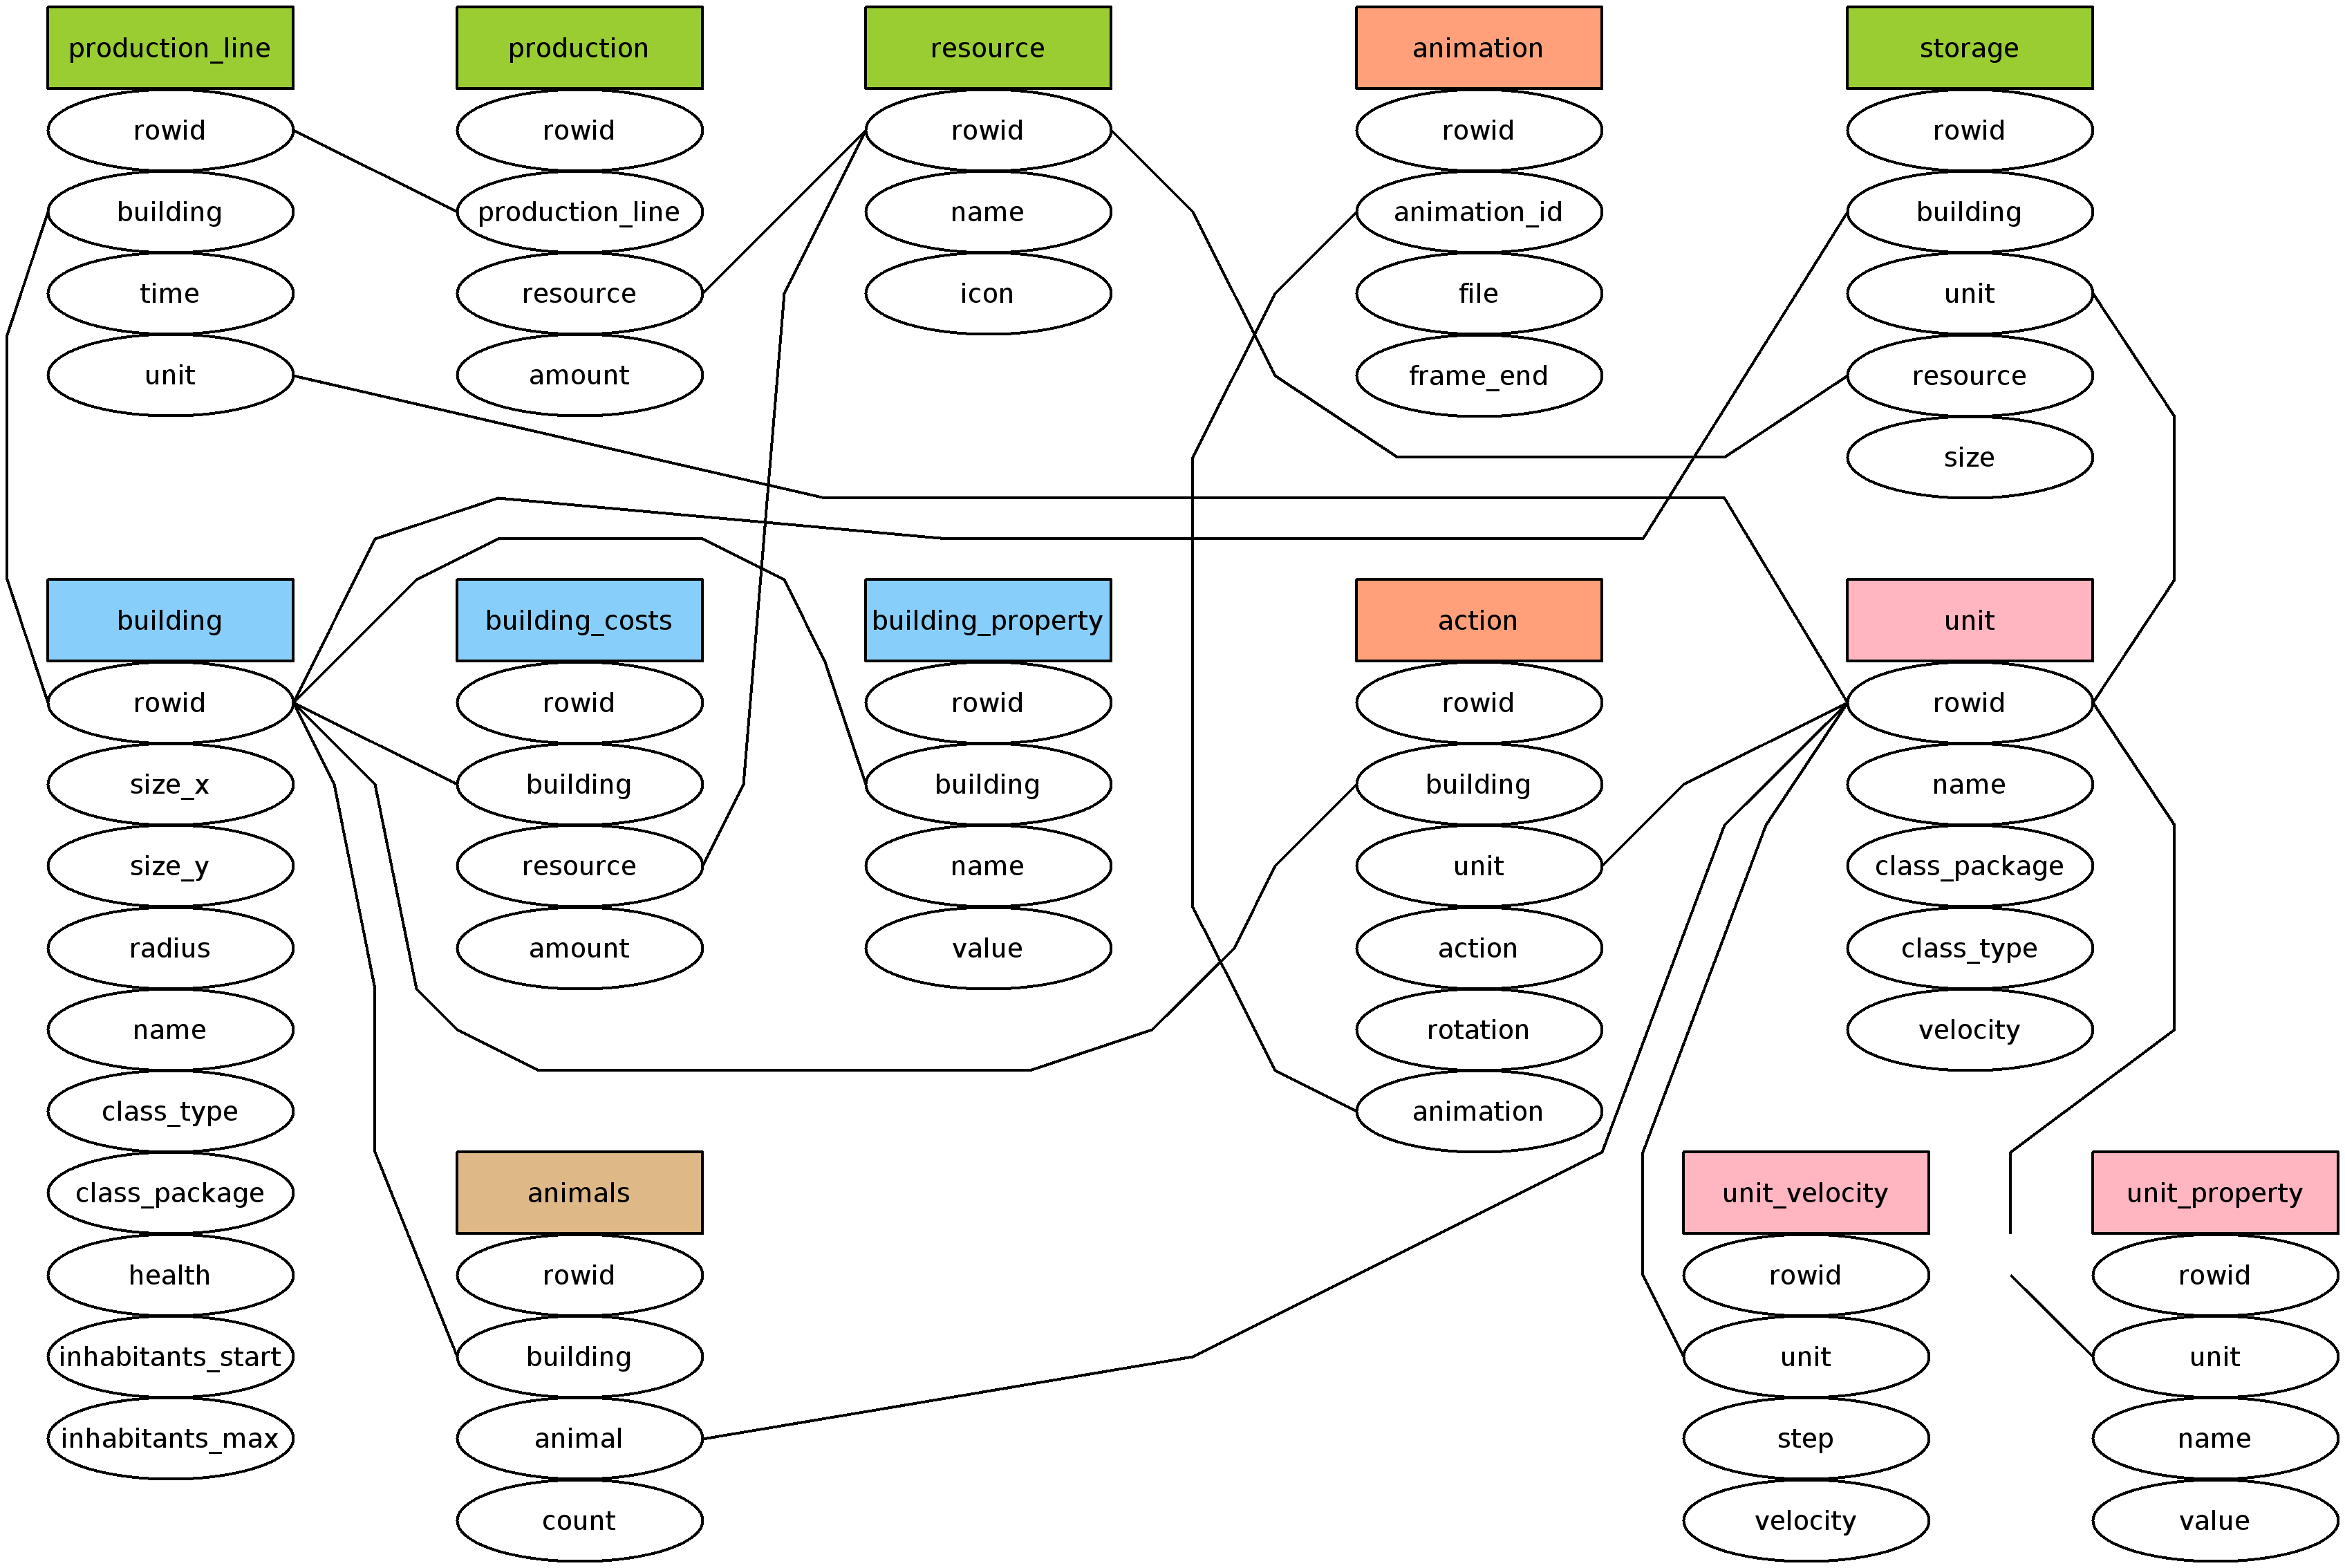 production_line
rowid
building
time
unit
production
rowid
production_line
resource
amount
resource
rowid
name
icon
animation
rowid
animation_id
file
frame_end
storage
rowid
building
unit
resource
size
building
rowid
size_x
size_y
radius
name
class_type
class_package
health
inhabitants_start
inhabitants_max
building_costs
rowid
building
resource
amount
building_property
rowid
building
name
value
action
rowid
building
unit
action
rotation
animation
unit
rowid
name
class_package
class_type
velocity
animals
rowid
building
animal
count
unit_velocity
rowid
unit
step
velocity
unit_property
rowid
unit
name
value